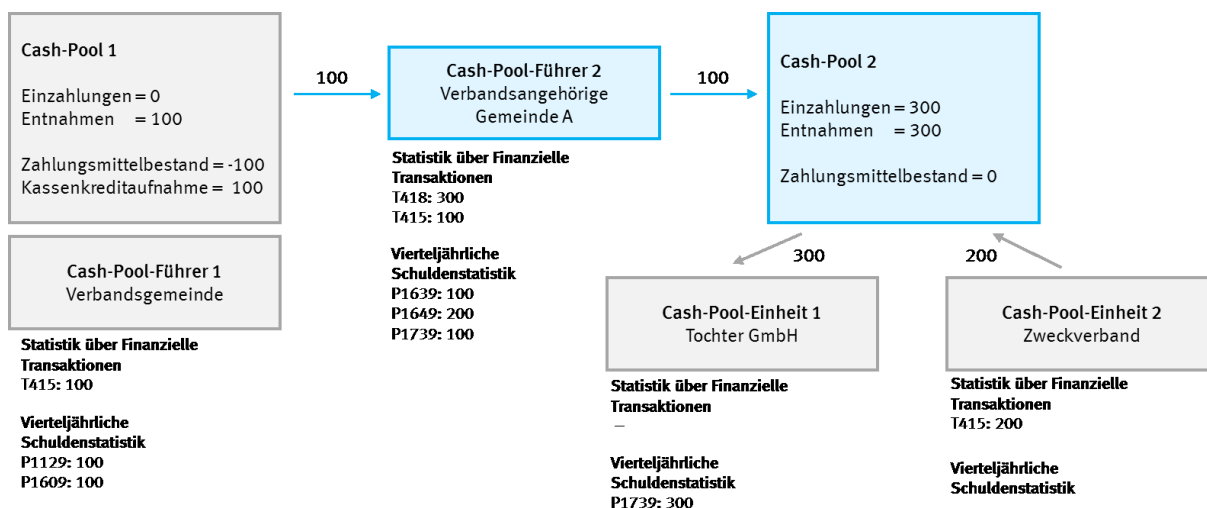 Cash-Pool 1
Einzahlungen = 0
Entnahmen = 100
Zahlungsmittelbestand = -100
Kassenkreditaufnahme = 100
100
Cash-Pool-Führer 2
Verbandsangehörige
Gemeinde A
100
Cash-Pool 2
Einzahlungen = 300
Entnahmen = 300
Zahlungsmittelbestand = 0
Statistik über Finanzielle
Transaktionen
T418: 300
T415: 100
Vierteljährliche
Schuldenstatistik
P1639: 100
P1649: 200
P1739: 100
Cash-Pool-Führer 1
Verbandsgemeinde
Statistik über Finanzielle
Transaktionen
T415: 100
Vierteljährliche
Schuldenstatistik
P1129: 100
P1609: 100
300
200
Cash-Pool-Einheit 1
Tochter GmbH
Statistik über Finanzielle
Transaktionen
–
Vierteljährliche
Schuldenstatistik
P1739: 300
Cash-Pool-Einheit 2
Zweckverband
Statistik über Finanzielle
Transaktionen
T415: 200
Vierteljährliche
Schuldenstatistik